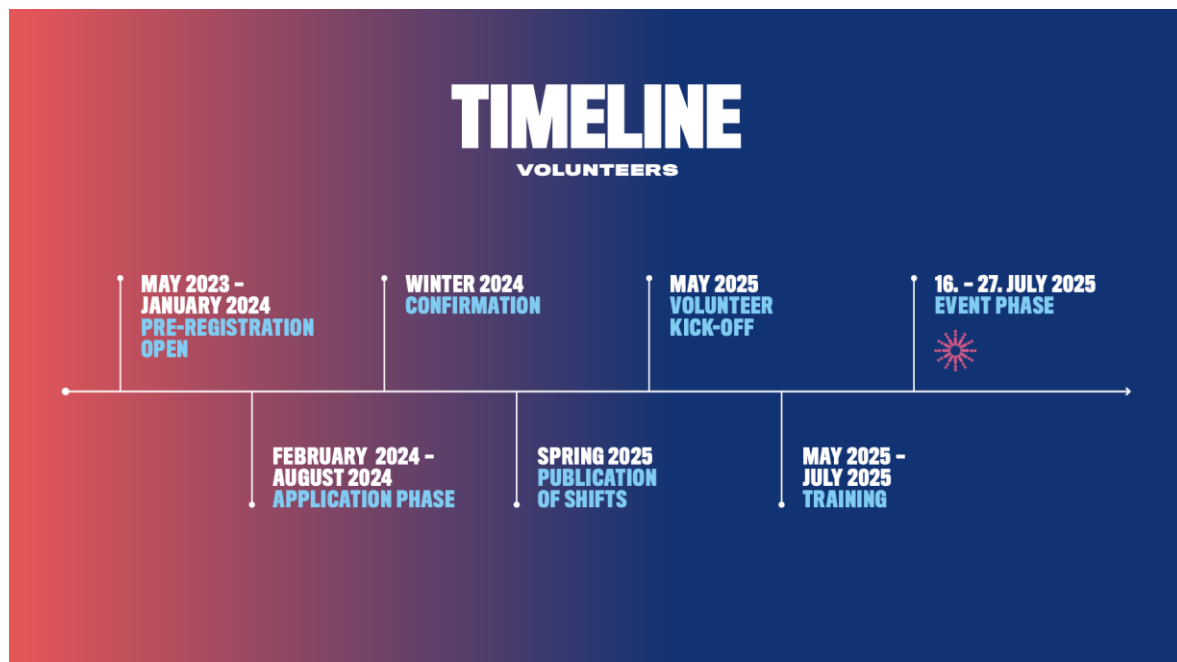 TIMELINE
VOLUNTEERS
MAY 2023 –
JANUARY 2024
PRE-REGISTRATION
OPEN
FEBRUARY 2024 –
AUGUST 2024
APPLICATION PHASE
WINTER 2024
CONFIRMATION
SPRING 2025
PUBLICATION
OF SHIFTS
MAY 2025
VOLUNTEER
KICK-OFF
MAY 2025 –
JULY 2025
TRAINING
16. – 27. JULY 2025
EVENT PHASE